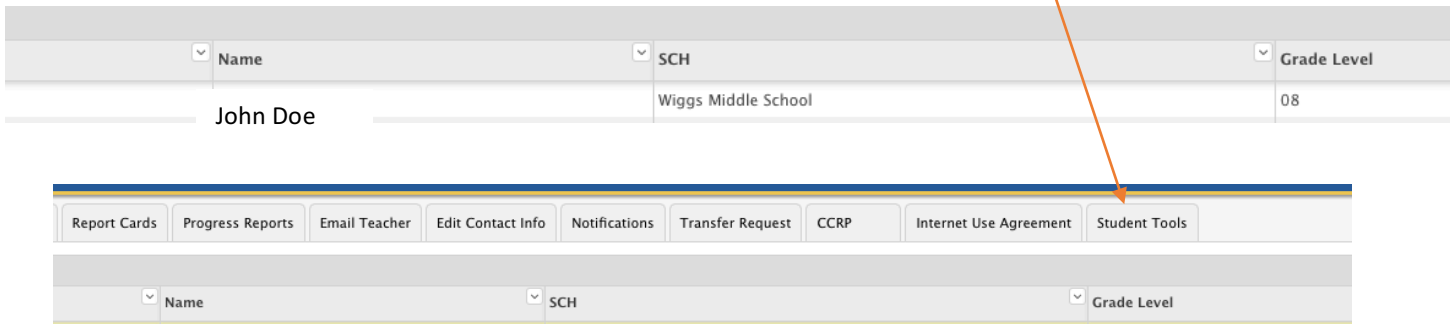 Name SCH Grade Level
John Doe Wiggs Middle School 08
Report Cards Progress Reports Email Teacher Edit Contact Info Notifications Transfer Request CCRP Internet Use Agreement Student Tools
Name SCH Grade Level